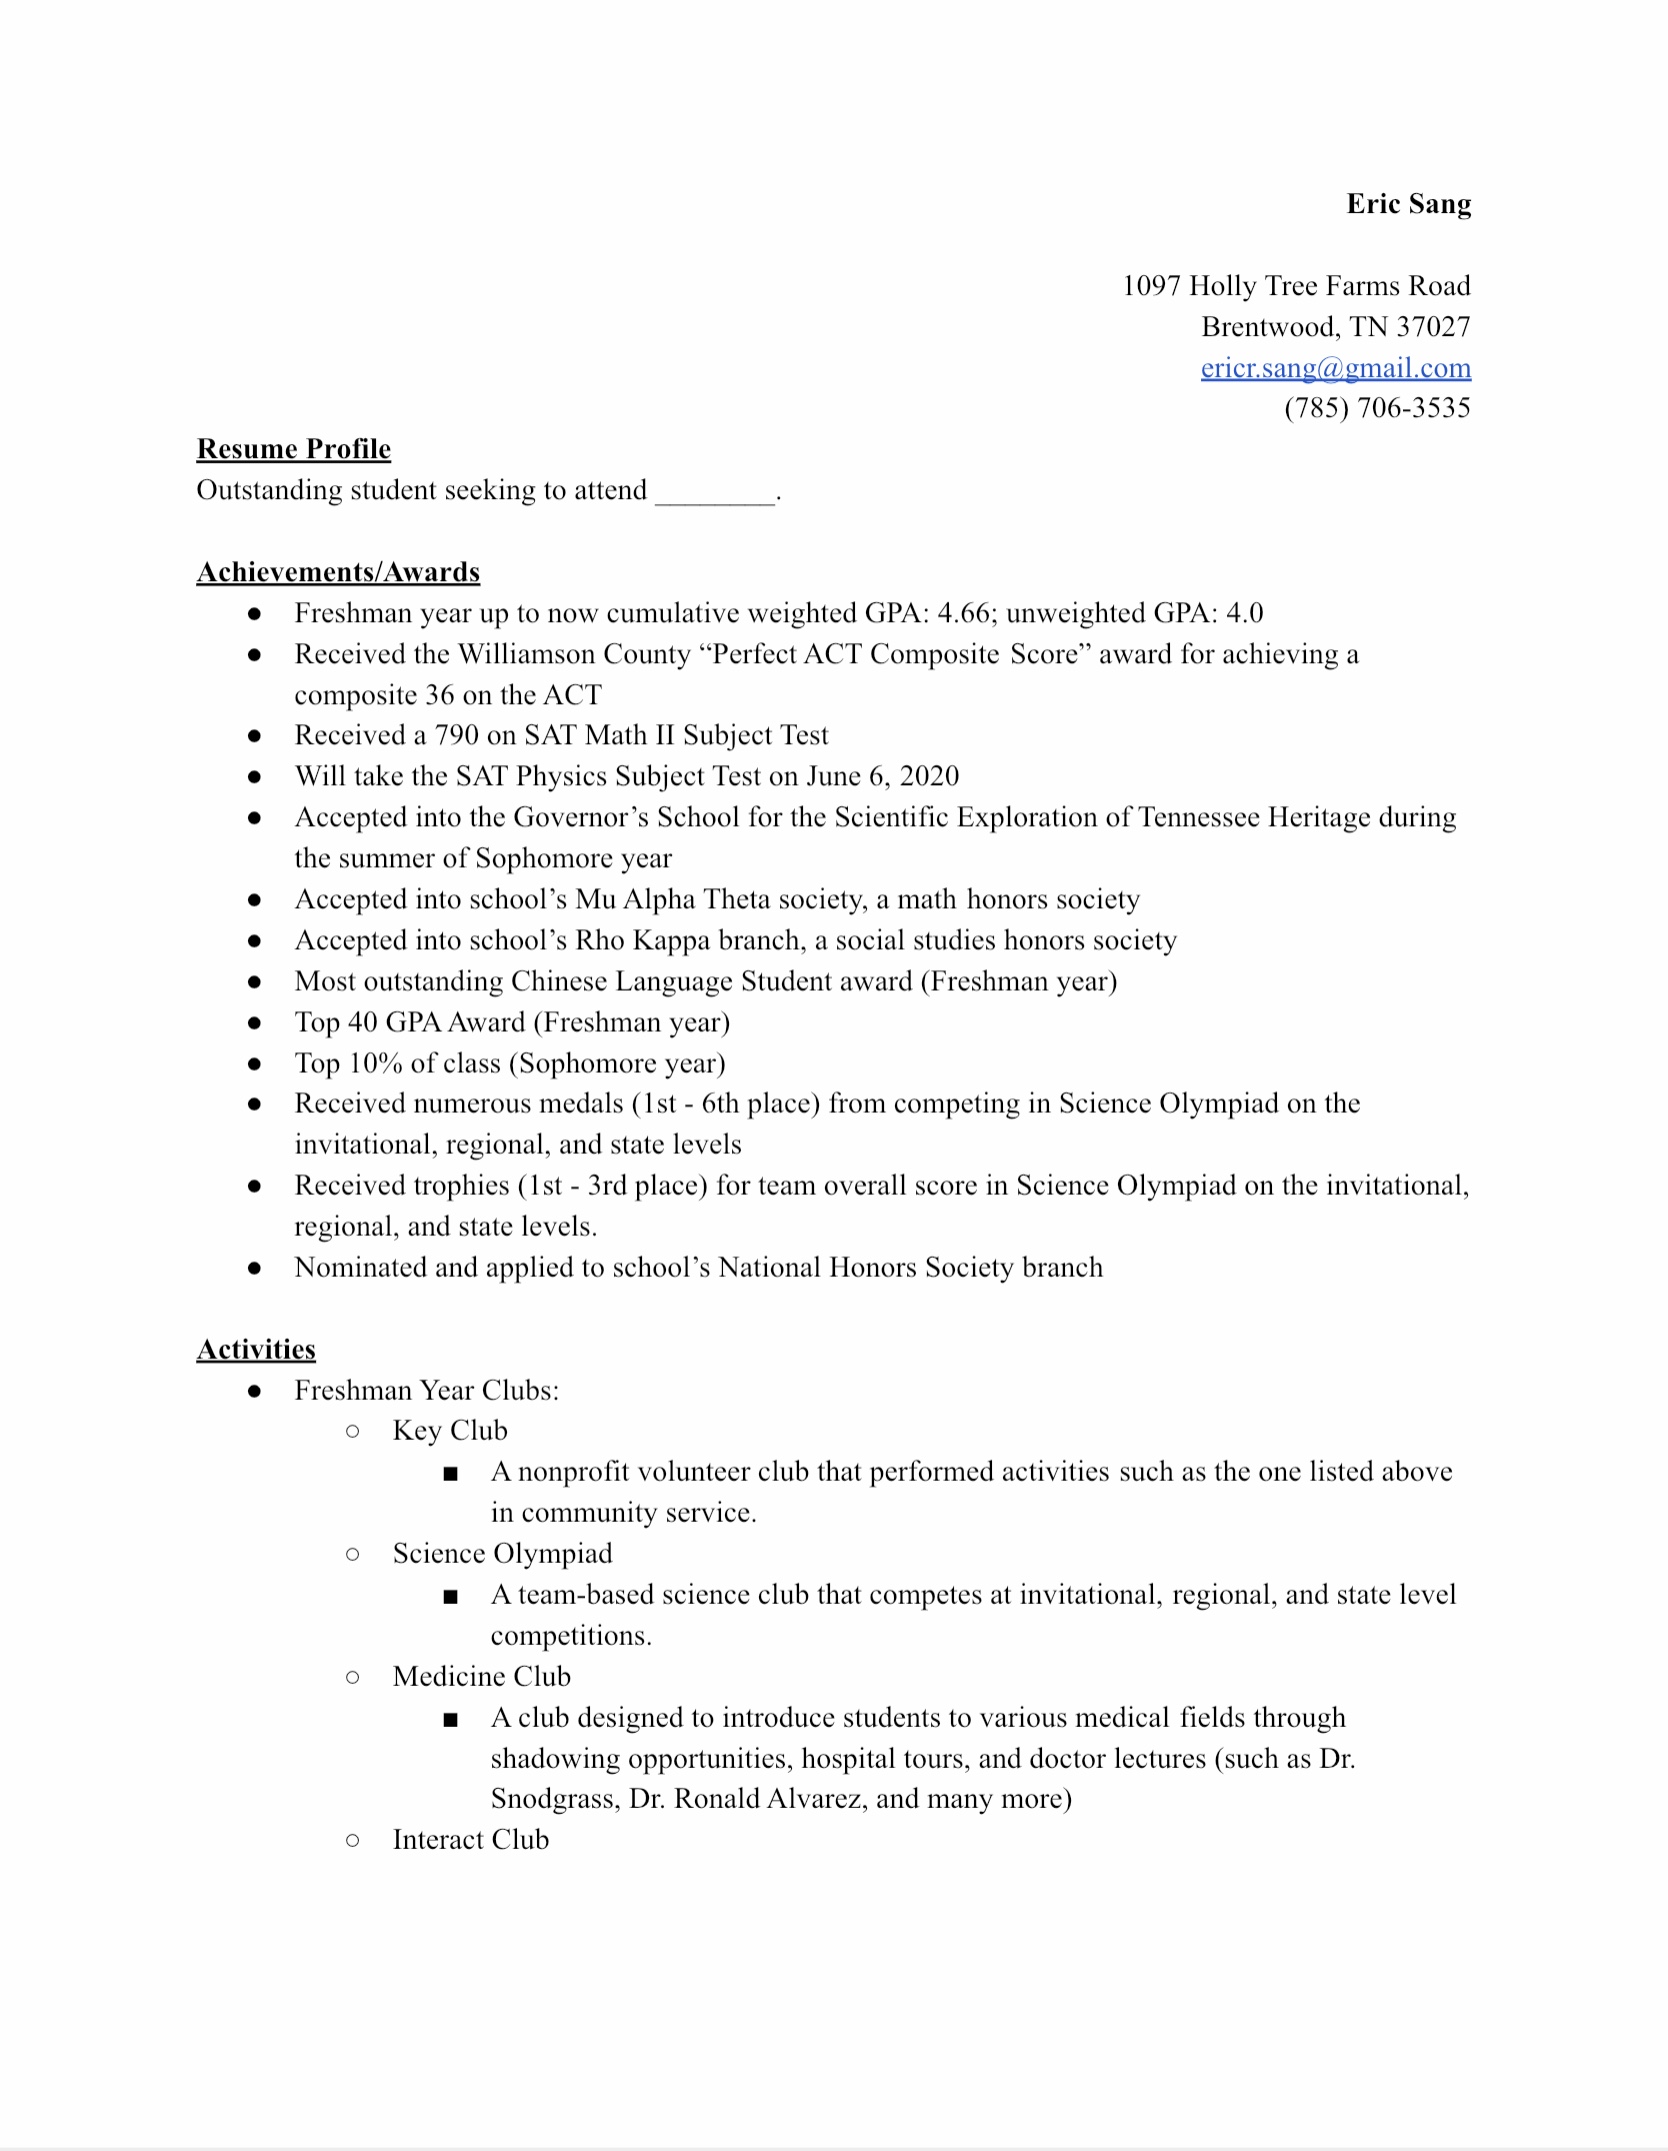 Eric Sang
1097 Holly Tree Farms Road
Brentwood, TN 37027
ericr.sang@gmail.com
(785) 706-3535
Resume Profile
Outstanding student seeking to attend ________.
Achievements/Awards
● Freshman year up to now cumulative weighted GPA: 4.66; unweighted GPA: 4.0
● Received the Williamson County “Perfect ACT Composite Score” award for achieving a
composite 36 on the ACT
● Received a 790 on SAT Math II Subject Test
● Will take the SAT Physics Subject Test on June 6, 2020
● Accepted into the Governor’s School for the Scientific Exploration of Tennessee Heritage during
the summer of Sophomore year
● Accepted into school’s Mu Alpha Theta society, a math honors society
● Accepted into school’s Rho Kappa branch, a social studies honors society
● Most outstanding Chinese Language Student award (Freshman year)
● Top 40 GPA Award (Freshman year)
● Top 10% of class (Sophomore year)
● Received numerous medals (1st - 6th place) from competing in Science Olympiad on the
invitational, regional, and state levels
● Received trophies (1st - 3rd place) for team overall score in Science Olympiad on the invitational,
regional, and state levels.
● Nominated and applied to school’s National Honors Society branch
Activities
● Freshman Year Clubs:
○ Key Club
■ A nonprofit volunteer club that performed activities such as the one listed above
in community service.
○ Science Olympiad
■ A team-based science club that competes at invitational, regional, and state level
competitions.
○ Medicine Club
■ A club designed to introduce students to various medical fields through
shadowing opportunities, hospital tours, and doctor lectures (such as Dr.
Snodgrass, Dr. Ronald Alvarez, and many more)
○ Interact Club